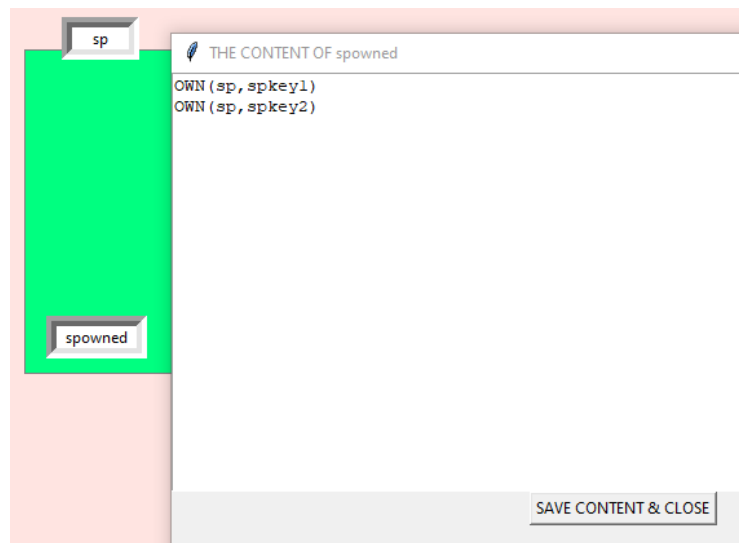 sp
THE CONTENT OF spowned
OWN(sp,spkey1)
OWN(sp,spkey2)
spowned
SAVE CONTENT & CLOSE